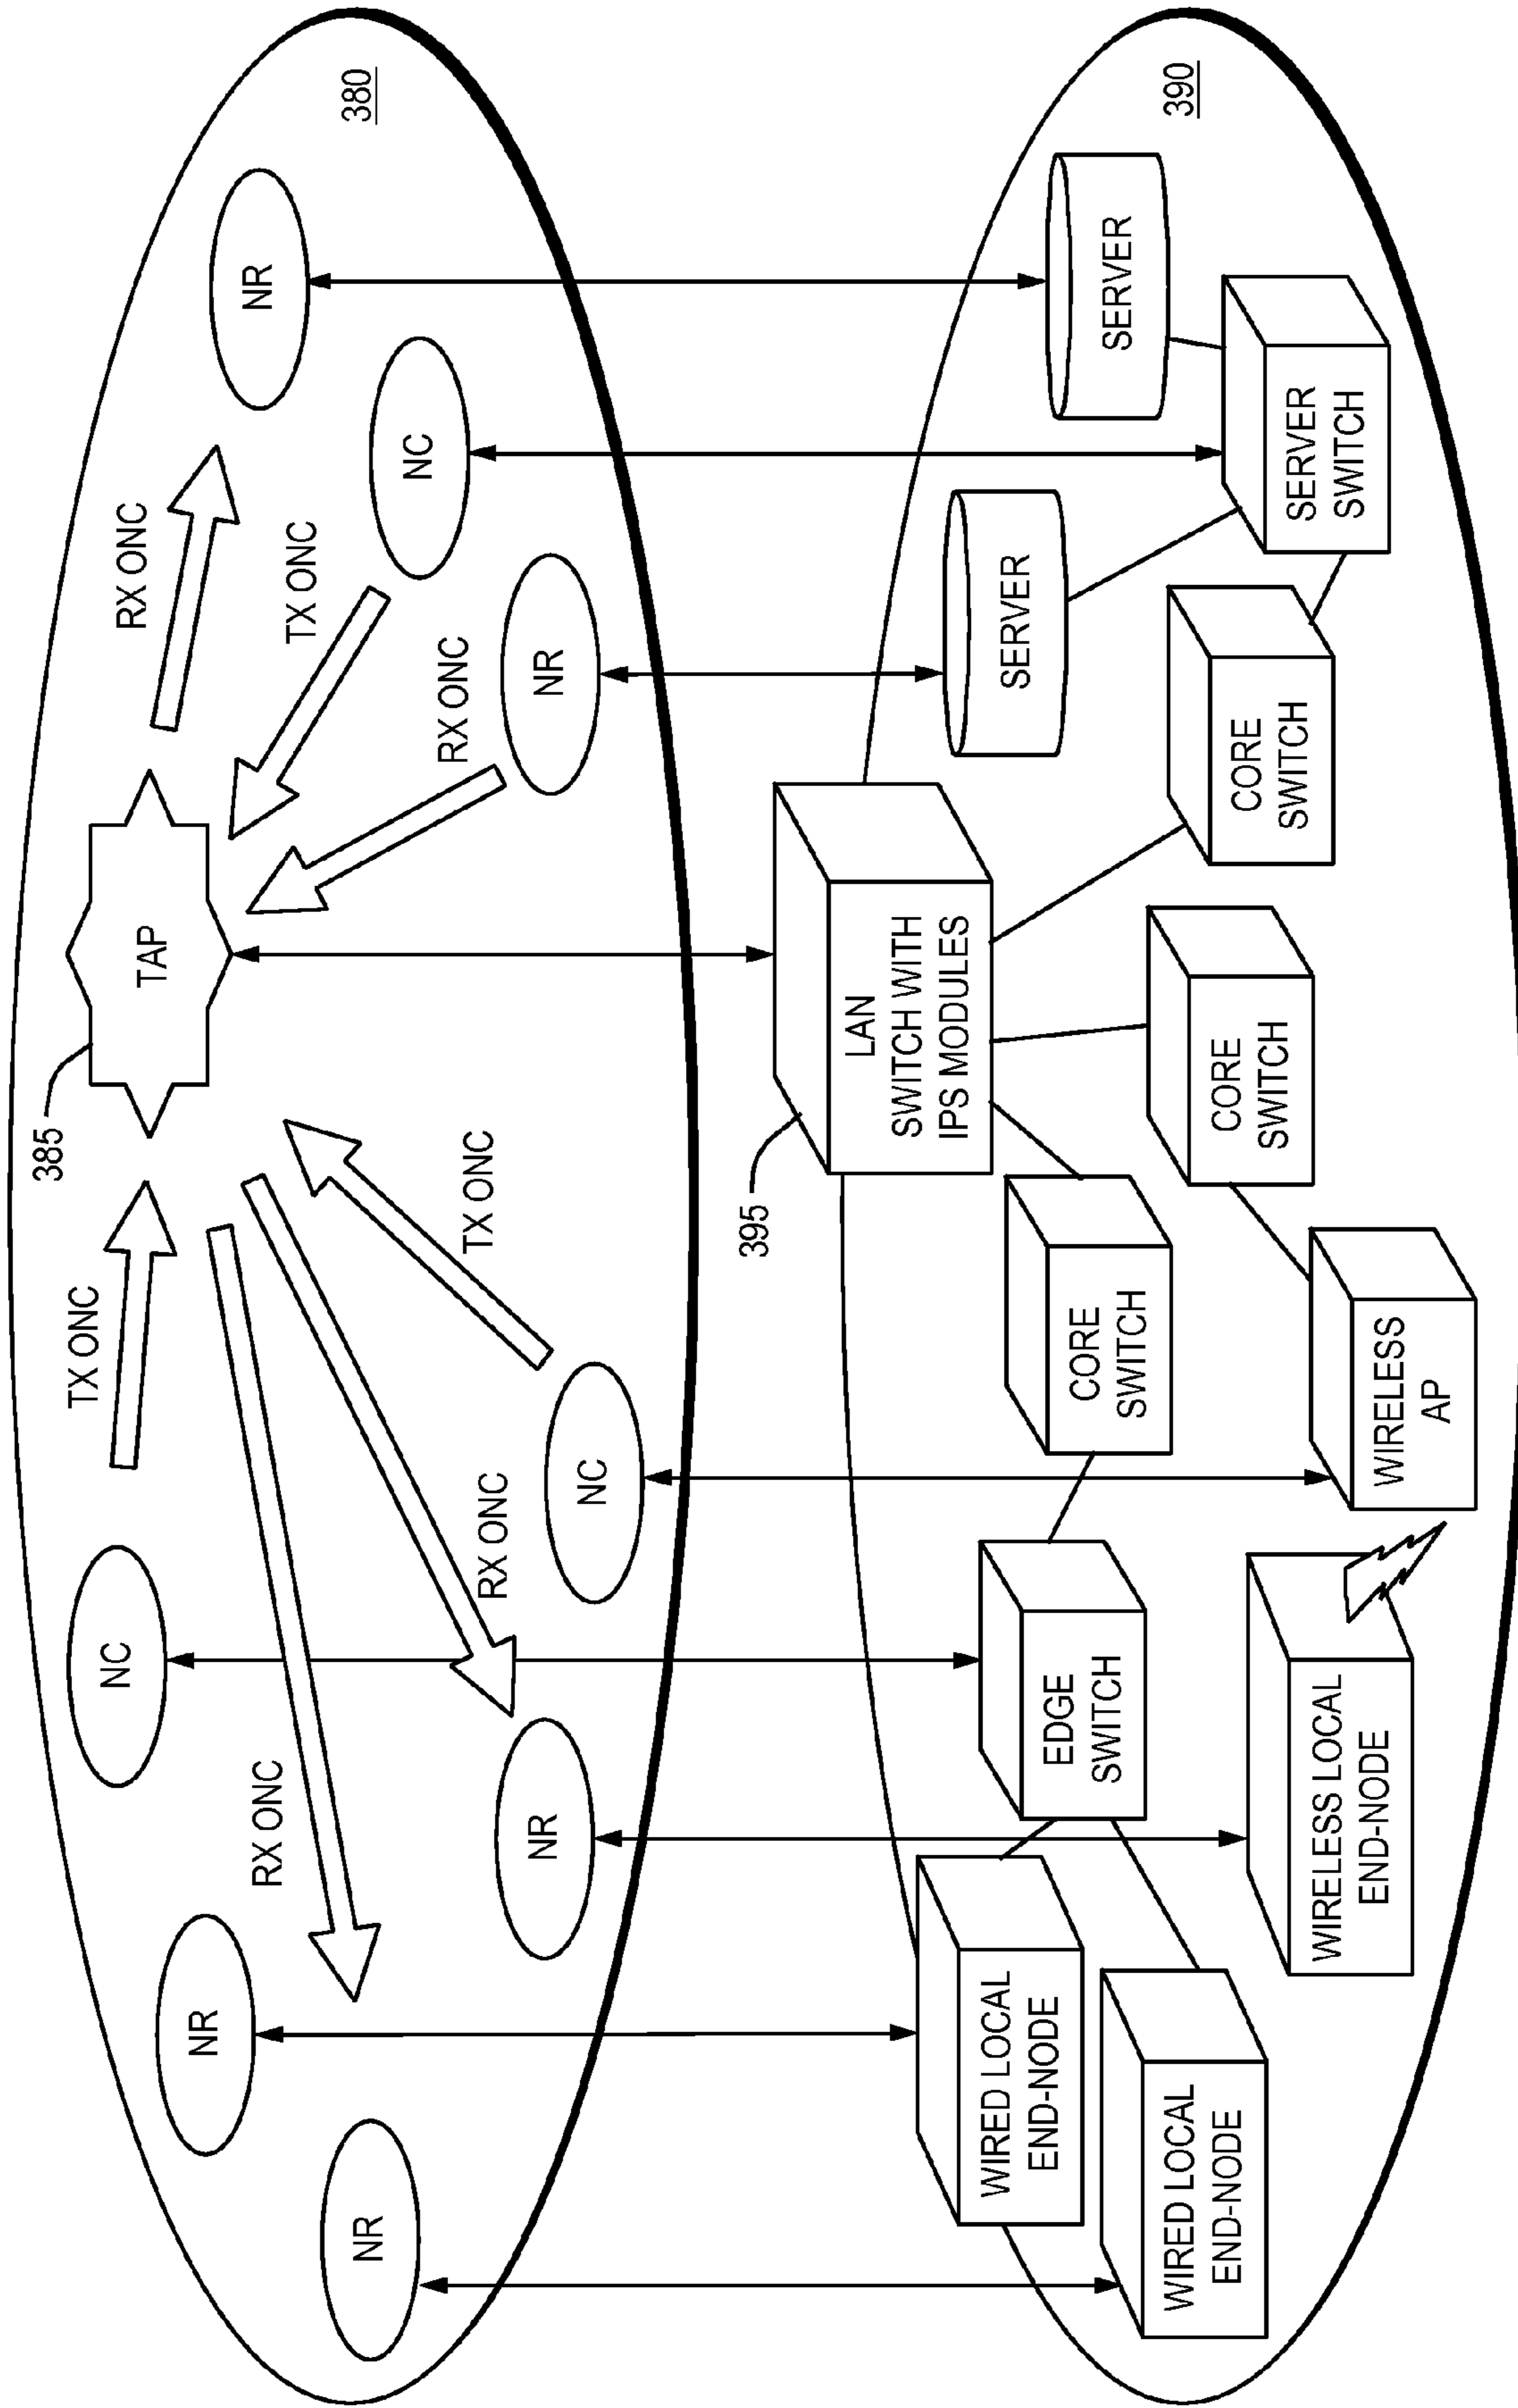 380
NC
TX ONC
385
TAP
RX ONC
NR
RX ONC
TX ONC
NR
NC
NR
RX ONC
TX ONC
RX ONC
NR
NC
NR
390
395
LAN
SWITCH WITH
IPS MODULES
SERVER
SERVER
WIRED LOCAL
END-NODE
EDGE
SWITCH
CORE
SWITCH
CORE
SWITCH
CORE
SWITCH
SERVER
SWITCH
WIRED LOCAL
END-NODE
WIRELESS LOCAL
END-NODE
WIRELESS
AP